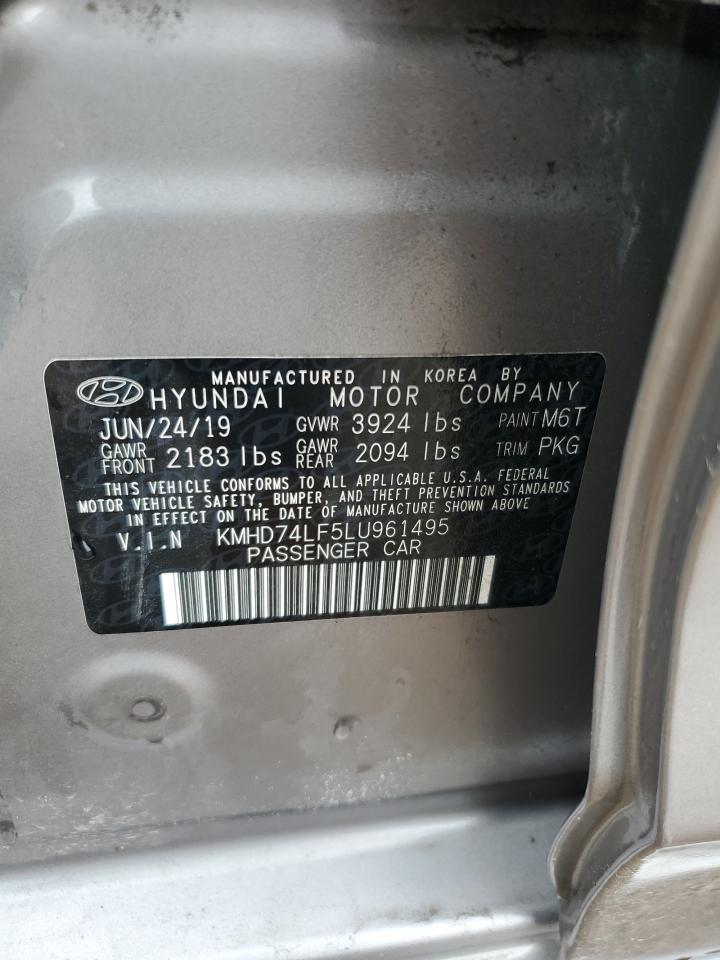 MANUFACTURED IN KOREA BY
HYUNDAI MOTOR COMPANY
JUN/24/19 GVWR 3924 lbs PAINT M6T
GAWR FRONT 2183 lbs GAWR REAR 2094 lbs TRIM PKG
THIS VEHICLE CONFORMS TO ALL APPLICABLE U.S.A. FEDERAL
MOTOR VEHICLE SAFETY, BUMPER, AND THEFT PREVENTION STANDARDS
IN EFFECT ON THE DATE OF MANUFACTURE SHOWN ABOVE.
V.I.N KMHD74LF5LU961495
PASSENGER CAR